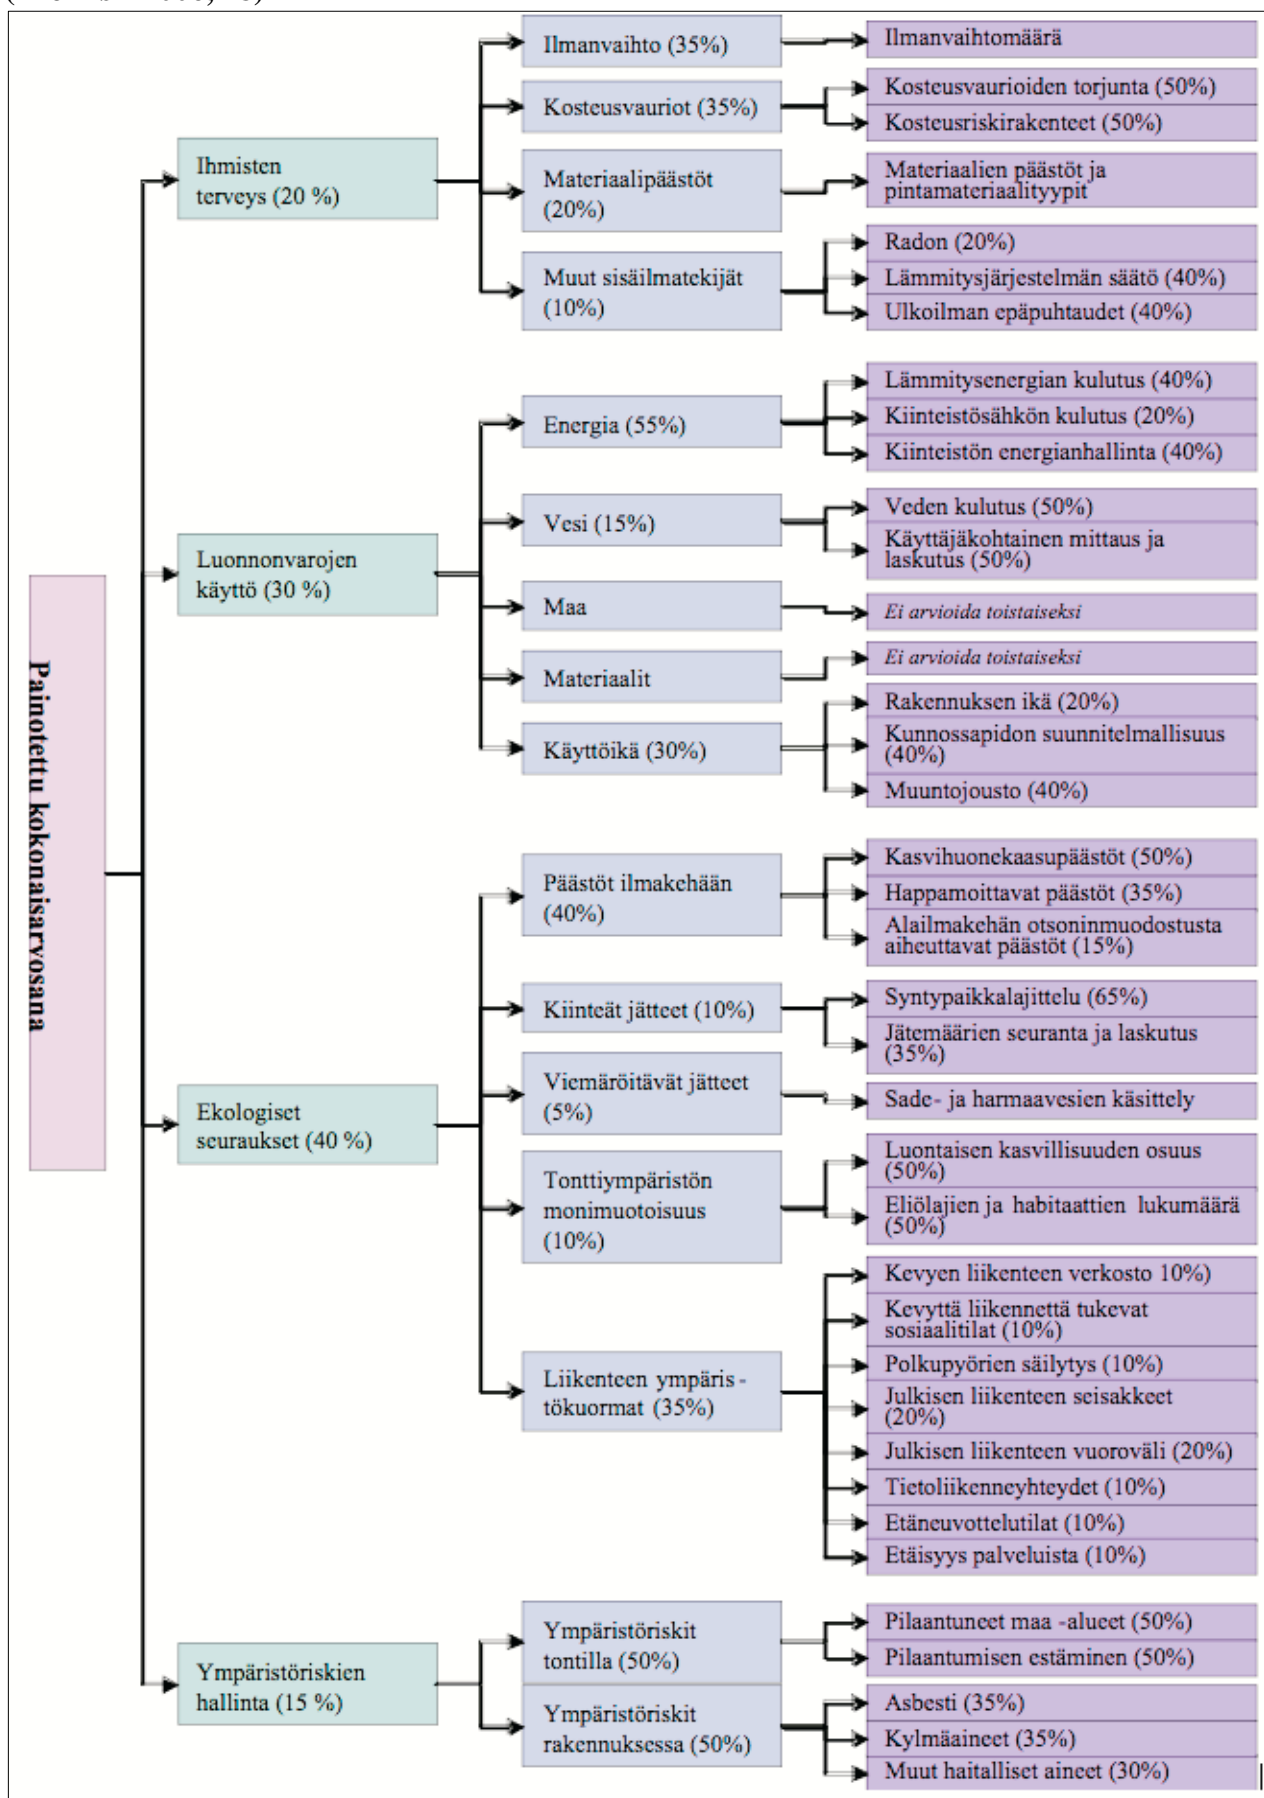 Painotettu kokonaisarvosana
Ihmisten
terveys (20 %)
Ilmanvaihto (35%)
Ilmanvaihtomäärä
Kosteusvauriot (35%)
Kosteusvaurioiden torjunta (50%)
Kosteusriskirakenteet (50%)
Materiaalipäästöt
(20%)
Materiaalien päästöt ja
pintamateriaalityypit
Muut sisäilmatekijät
(10%)
Radon (20%)
Lämmitysjärjestelmän säätö (40%)
Ulkoilman epäpuhtaudet (40%)
Luonnonvarojen
käyttö (30 %)
Energia (55%)
Lämmitysenergian kulutus (40%)
Kiinteistösähkön kulutus (20%)
Kiinteistön energianhallinta (40%)
Vesi (15%)
Veden kulutus (50%)
Käyttäjäkohtainen mittaus ja
laskutus (50%)
Maa
Ei arvioida toistaiseksi
Materiaalit
Ei arvioida toistaiseksi
Käyttöikä (30%)
Rakennuksen ikä (20%)
Kunnossapidon suunnitelmallisuus
(40%)
Muuntojousto (40%)
Ekologiset
seuraukset (40 %)
Päästöt ilmakehään
(40%)
Kasvihuonekaasupäästöt (50%)
Happamoittavat päästöt (35%)
Alailmakehän otsoninmuodostusta
aiheuttavat päästöt (15%)
Kiinteät jätteet (10%)
Syntypaikkalajittelu (65%)
Jätemäärien seuranta ja laskutus
(35%)
Viemäröitävät jätteet
(5%)
Sade- ja harmaavesien käsittely
Tonttiympäristön
monimuotoisuus
(10%)
Luontaisen kasvillisuuden osuus
(50%)
Eliölajien ja habitaattien lukumäärä
(50%)
Liikenteen ympäris -
tökuormat (35%)
Kevyen liikenteen verkosto 10%)
Kevyttä liikennettä tukevat
sosiaalitilat (10%)
Polkupyörien säilytys (10%)
Julkisen liikenteen seisakkeet
(20%)
Julkisen liikenteen vuoroväli (20%)
Tietoliikenneyhteydet (10%)
Etäneuvottelutilat (10%)
Etäisyys palveluista (10%)
Ympäristöriskien
hallinta (15 %)
Ympäristöriskit
tontilla (50%)
Pilaantuneet maa -alueet (50%)
Pilaantumisen estäminen (50%)
Ympäristöriskit
rakennuksessa (50%)
Asbesti (35%)
Kylmäaineet (35%)
Muut haitalliset aineet (30%)